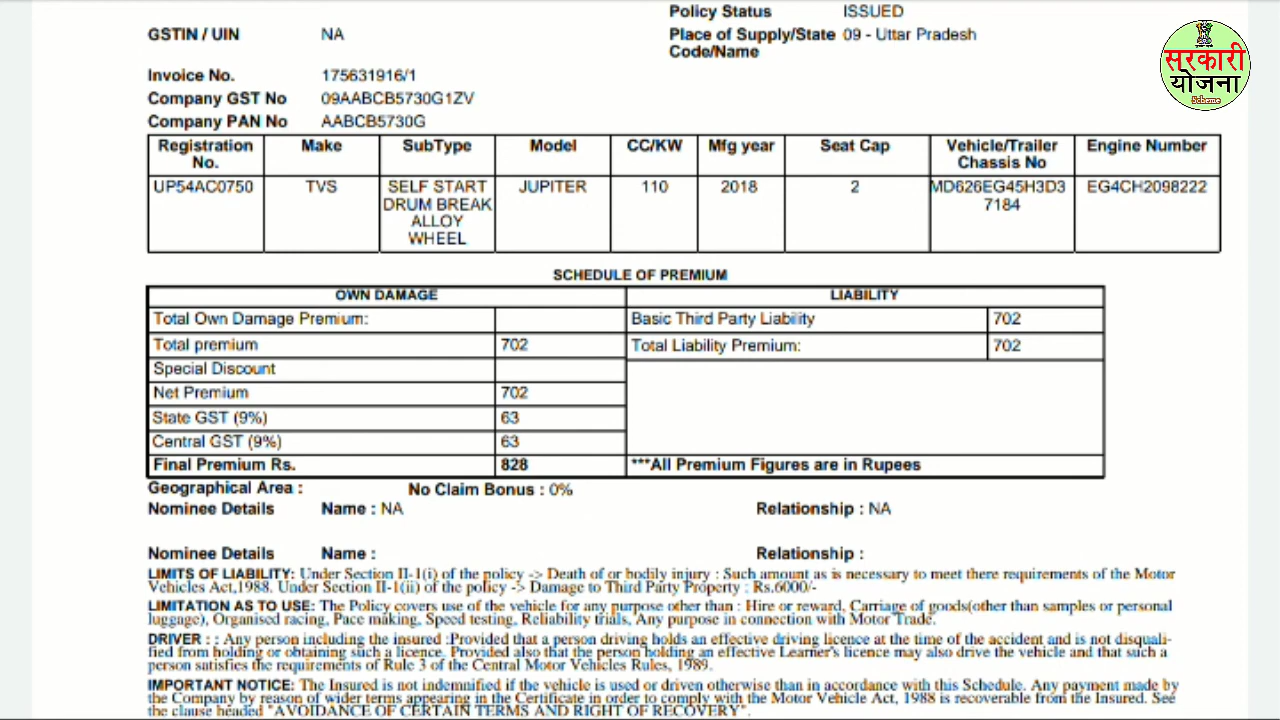 Policy Status ISSUED
GSTIN / UIN NA Place of Supply/State 09 - Uttar Pradesh
Code/Name
Invoice No. 175631916/1
Company GST No 09AABCB5730G1ZV
Company PAN No AABCB5730G
सरकारी
योजना
Scheme
Registration No. Make SubType Model CC/KW Mfg year Seat Cap Vehicle/Trailer Chassis No Engine Number
UP54AC0750 TVS SELF START DRUM BREAK ALLOY WHEEL JUPITER 110 2018 2 MD626EG45H3D37184 EG4CH2098222
SCHEDULE OF PREMIUM
OWN DAMAGE LIABILITY
Total Own Damage Premium: Basic Third Party Liability 702
Total premium 702 Total Liability Premium: 702
Special Discount
Net Premium 702
State GST (9%) 63
Central GST (9%) 63
Final Premium Rs. 828 ***All Premium Figures are in Rupees
Geographical Area : No Claim Bonus : 0%
Nominee Details Name : NA Relationship : NA
Nominee Details Name : Relationship :
LIMITS OF LIABILITY: Under Section II-1(i) of the policy -> Death of or bodily injury : Such amount as is necessary to meet there requirements of the Motor
Vehicles Act,1988. Under Section II-1(ii) of the policy -> Damage to Third Party Property : Rs.6000/-
LIMITATION AS TO USE: The Policy covers use of the vehicle for any purpose other than : Hire or reward, Carriage of goods(other than samples or personal
luggage), Organised racing, Pace making, Speed testing, Reliability trials, Any purpose in connection with Motor Trade.
DRIVER : : Any person including the insured :Provided that a person driving holds an effective driving licence at the time of the accident and is not disquali-
fied from holding or obtaining such a licence. Provided also that the person holding an effective Learner's licence may also drive the vehicle and that such a
person satisfies the requirements of Rule 3 of the Central Motor Vehicles Rules, 1989.
IMPORTANT NOTICE: The Insured is not indemnified if the vehicle is used or driven otherwise than in accordance with this Schedule. Any payment made by
the Company by reason of wider terms appearing in the Certificate in order to comply with the Motor Vehicle Act, 1988 is recoverable from the Insured. See
the clause headed "AVOIDANCE OF CERTAIN TERMS AND RIGHT OF RECOVERY".